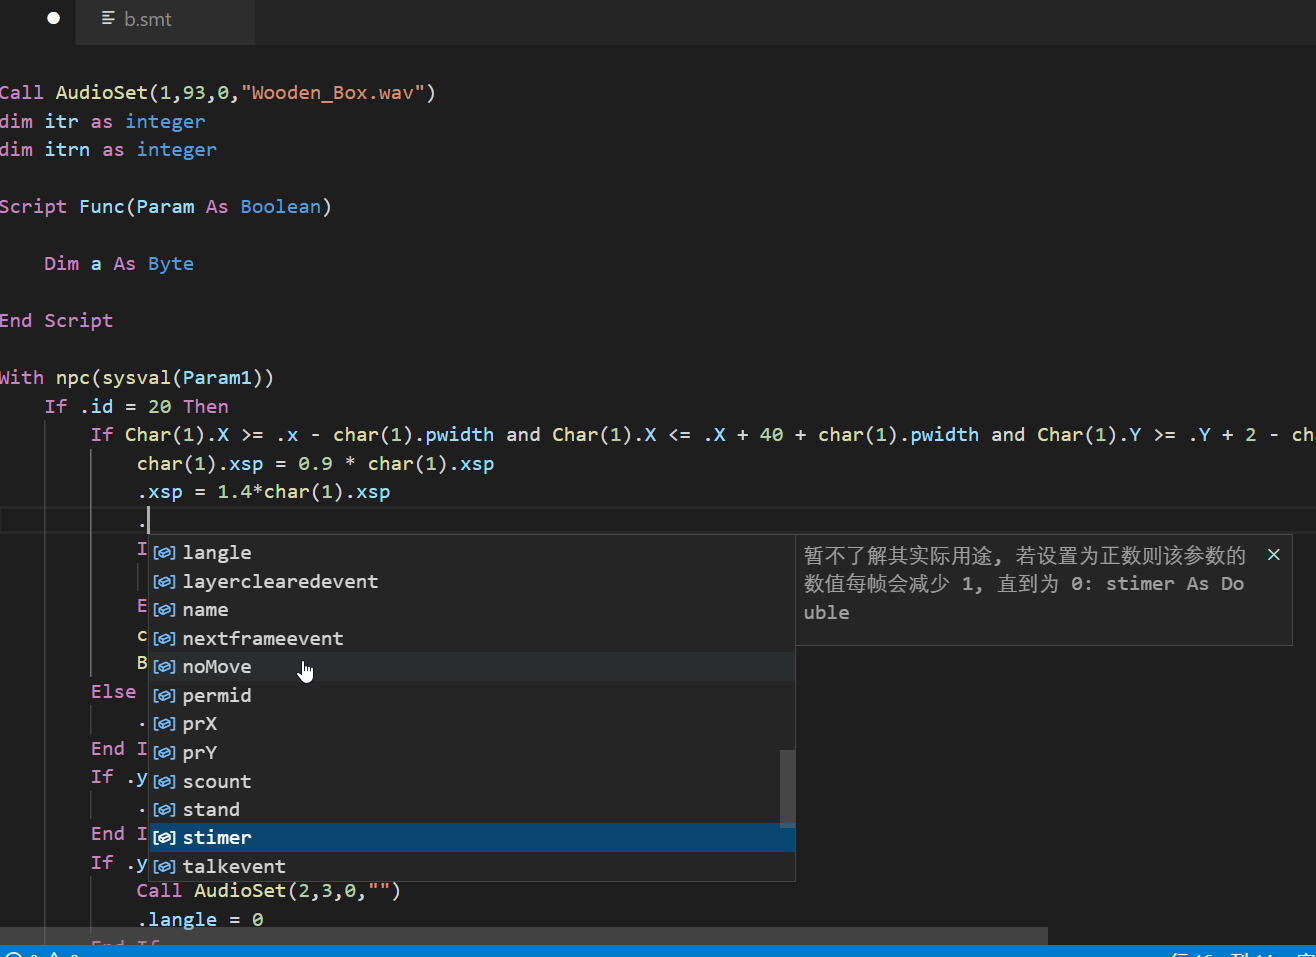 b.smt
Call AudioSet(1,93,0,"Wooden_Box.wav")
dim itr as integer
dim itrn as integer
Script Func(Param As Boolean)
Dim a As Byte
End Script
With npc(sysval(Param1))
If .id = 20 Then
If Char(1).X >= .x - char(1).pwidth and Char(1).X <= .X + 40 + char(1).pwidth and Char(1).Y >= .Y + 2 - ch
char(1).xsp = 0.9 * char(1).xsp
.xsp = 1.4*char(1).xsp
.
I
langle
layerclearedevent
E
name
c
nextframeevent
B
noMove
Else
permid
.
prX
End I
prY
If .y
scount
.
stand
End I
stimer
If .y
talkevent
暂不了解其实际用途, 若设置为正数则该参数的
数值每帧会减少 1, 直到为 0: stimer As Do
uble
Call AudioSet(2,3,0,"")
.langle = 0
End If